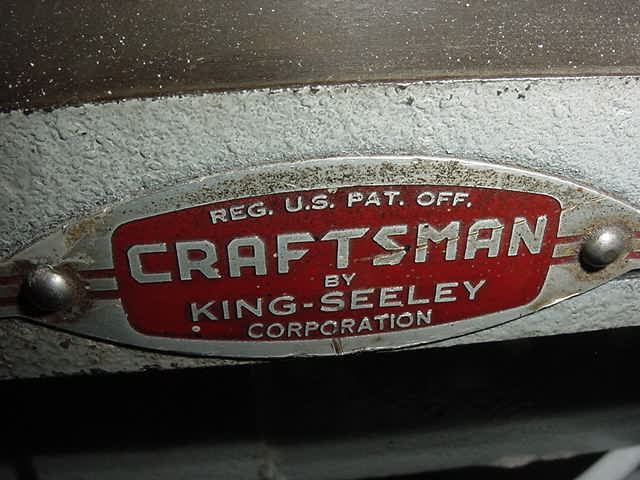 REG. U.S. PAT. OFF.
CRAFTSMAN
BY
KING-SEELEY
CORPORATION